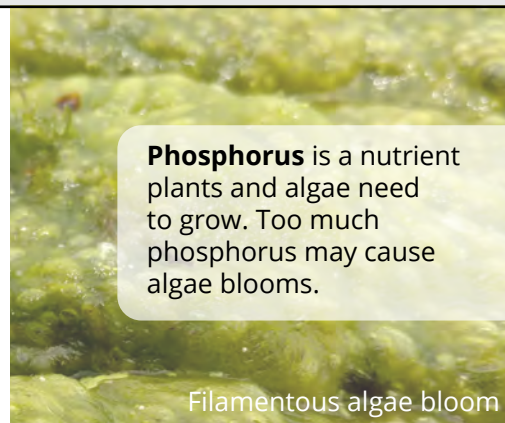 Phosphorus is a nutrient
plants and algae need
to grow. Too much
phosphorus may cause
algae blooms.
Filamentous algae bloom